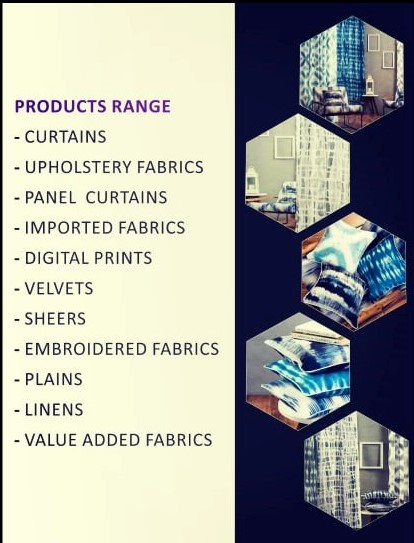 PRODUCTS RANGE
- CURTAINS
- UPHOLSTERY FABRICS
- PANEL CURTAINS
- IMPORTED FABRICS
- DIGITAL PRINTS
- VELVETS
- SHEERS
- EMBROIDERED FABRICS
- PLAINS
- LINENS
- VALUE ADDED FABRICS